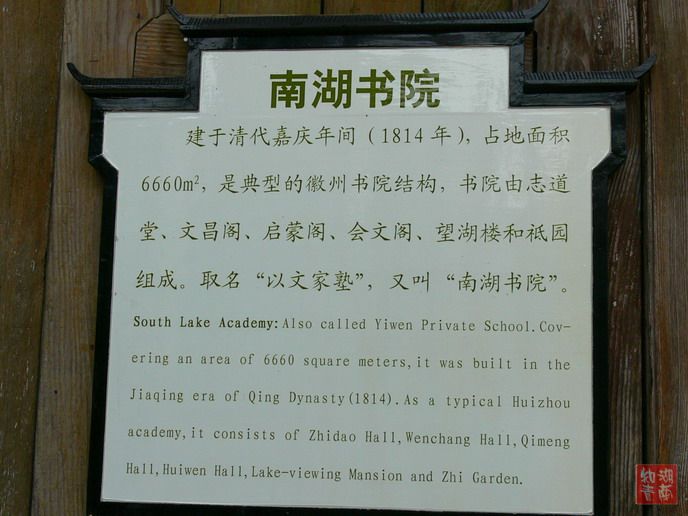 南湖书院
建于清代嘉庆年间（1814年），占地面积
6660m²，是典型的徽州书院结构，书院由志道
堂、文昌阁、启蒙阁、会文阁、望湖楼和祗园
组成。取名“以文家塾”，又叫“南湖书院”。
South Lake Academy:Also called Yiwen Private School.Cov-
ering an area of 6660 square meters,it was built in the
Jiaqing era of Qing Dynasty(1814).As a typical Huizhou
academy,it consists of Zhidao Hall,Wenchang Hall,Qimeng
Hall,Huiwen Hall,Lake-viewing Mansion and Zhi Garden.